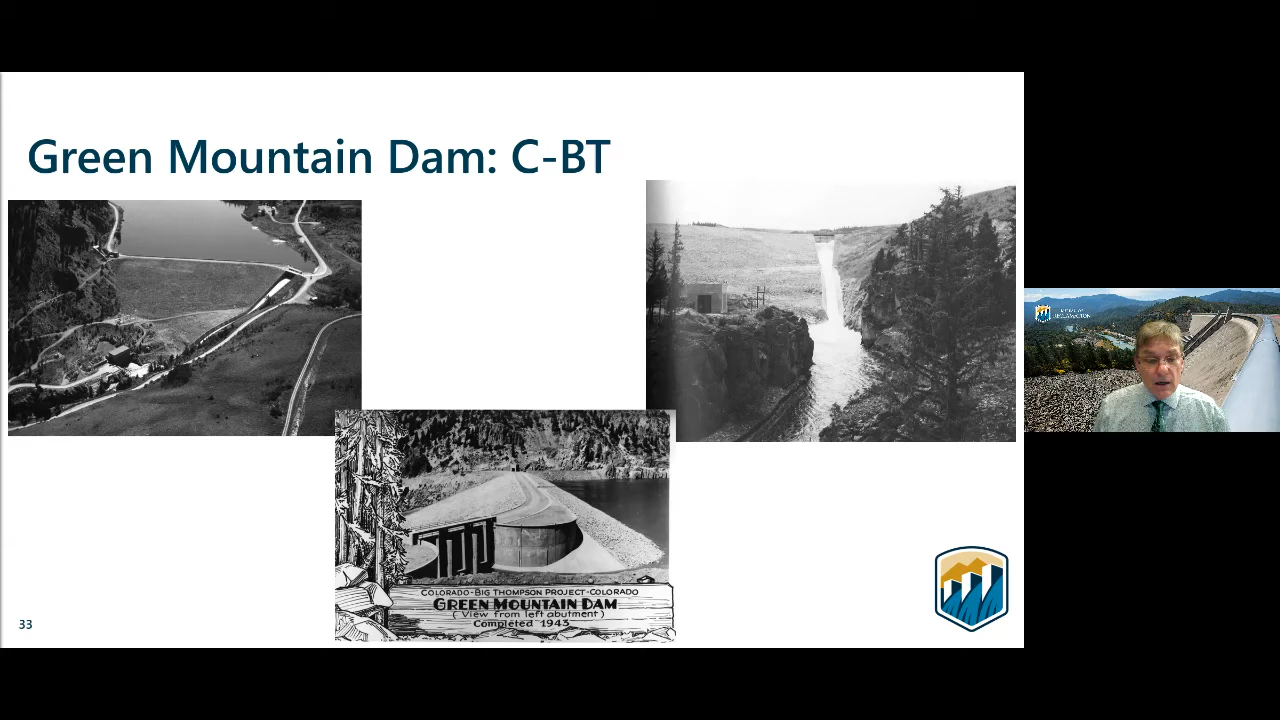 Green Mountain Dam: C-BT
COLORADO-BIG THOMPSON PROJECT-COLORADO
GREEN MOUNTAIN DAM
(View from left abutment)
Completed 1943
33
RECLAMATION